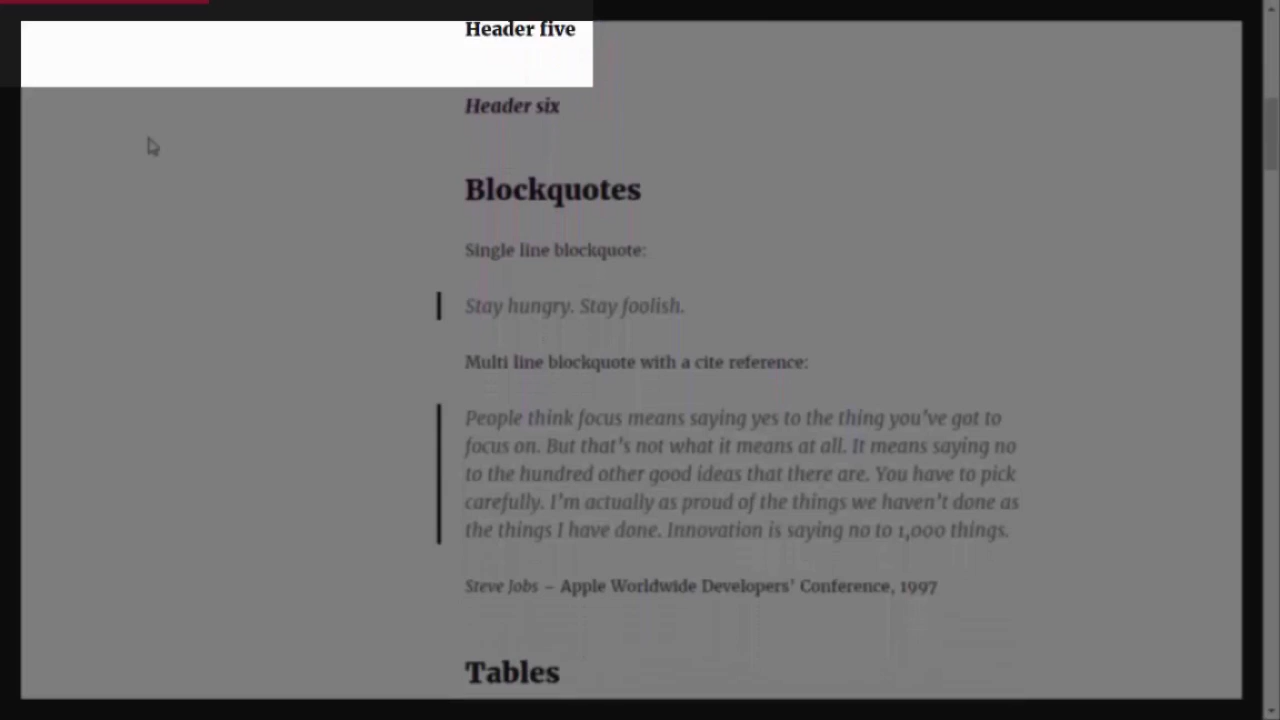 Header five
Header six
Blockquotes
Single line blockquote:
Stay hungry. Stay foolish.
Multi line blockquote with a cite reference:
People think focus means saying yes to the thing you've got to
focus on. But that's not what it means at all. It means saying no
to the hundred other good ideas that there are. You have to pick
carefully. I'm actually as proud of the things we haven't done as
the things I have done. Innovation is saying no to 1,000 things.
Steve Jobs – Apple Worldwide Developers' Conference, 1997
Tables